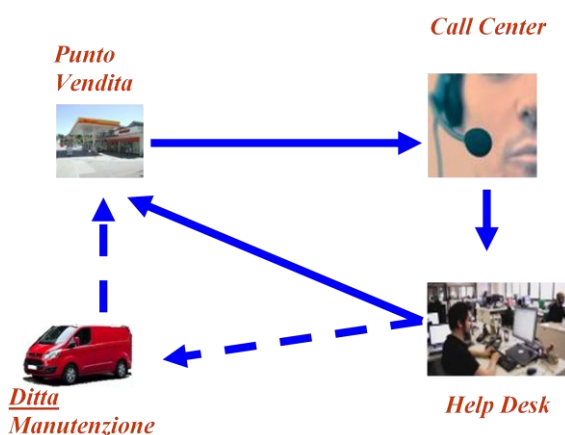 Call Center
Punto
Vendita
Ditta
Manutenzione
Help Desk